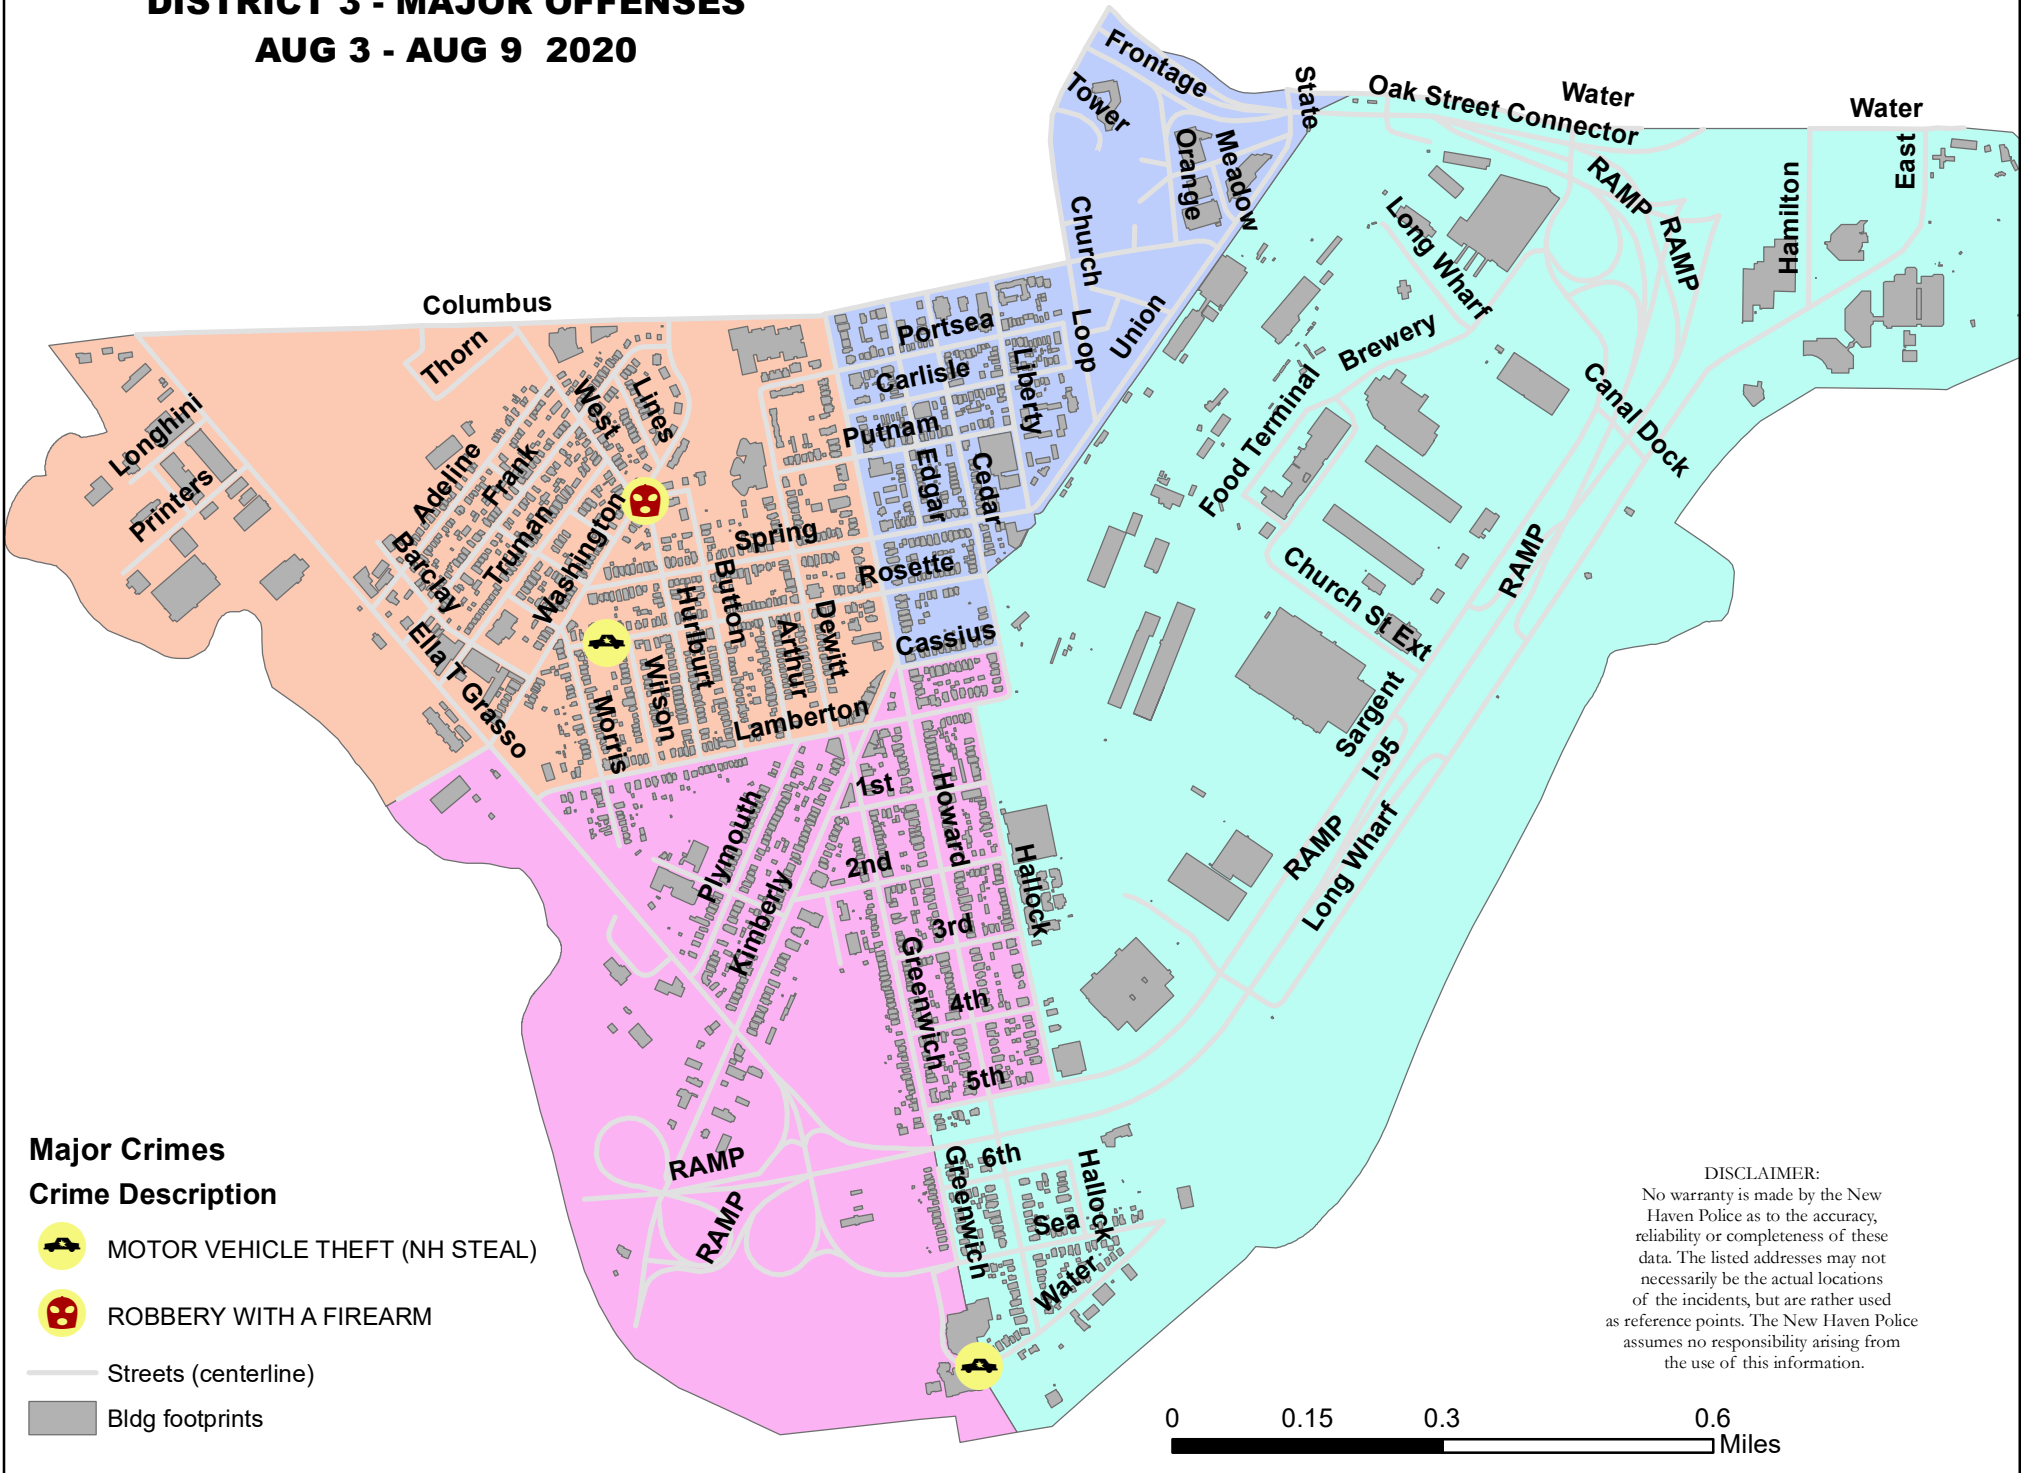 DISTRICT 3 - MAJOR OFFENSES
AUG 3 - AUG 9 2020
Frontage
Tower
State
Oak Street Connector
Water
Water
East
Orange
Meadow
RAMP
RAMP
Hamilton
Church
Long Wharf
Columbus
Thorn
Portsea
Loop
Union
Brewery
Carlisle
Liberty
West
Lines
Canal Dock
Longhini
Putnam
Food Terminal
Adeline
Frank
Edgar
Cedar
Printers
Truman
Washington
Spring
Barclay
Rosette
Button
RAMP
Church St Ext
Hurlburt
Dewitt
Arthur
Cassius
Ella T Grasso
Wilson
Morris
Lamberton
Sargent
I-95
1st
Howard
Plymouth
2nd
Hallock
RAMP
Long Wharf
Kimberly
3rd
Greenwich
4th
5th
6th
RAMP
RAMP
Greenwich
Hallock
Sea
Water
Major Crimes
Crime Description
MOTOR VEHICLE THEFT (NH STEAL)
ROBBERY WITH A FIREARM
Streets (centerline)
Bldg footprints
DISCLAIMER:
No warranty is made by the New
Haven Police as to the accuracy,
reliability or completeness of these
data. The listed addresses may not
necessarily be the actual locations
of the incidents, but are rather used
as reference points. The New Haven Police
assumes no responsibility arising from
the use of this information.
0 0.15 0.3 0.6
Miles